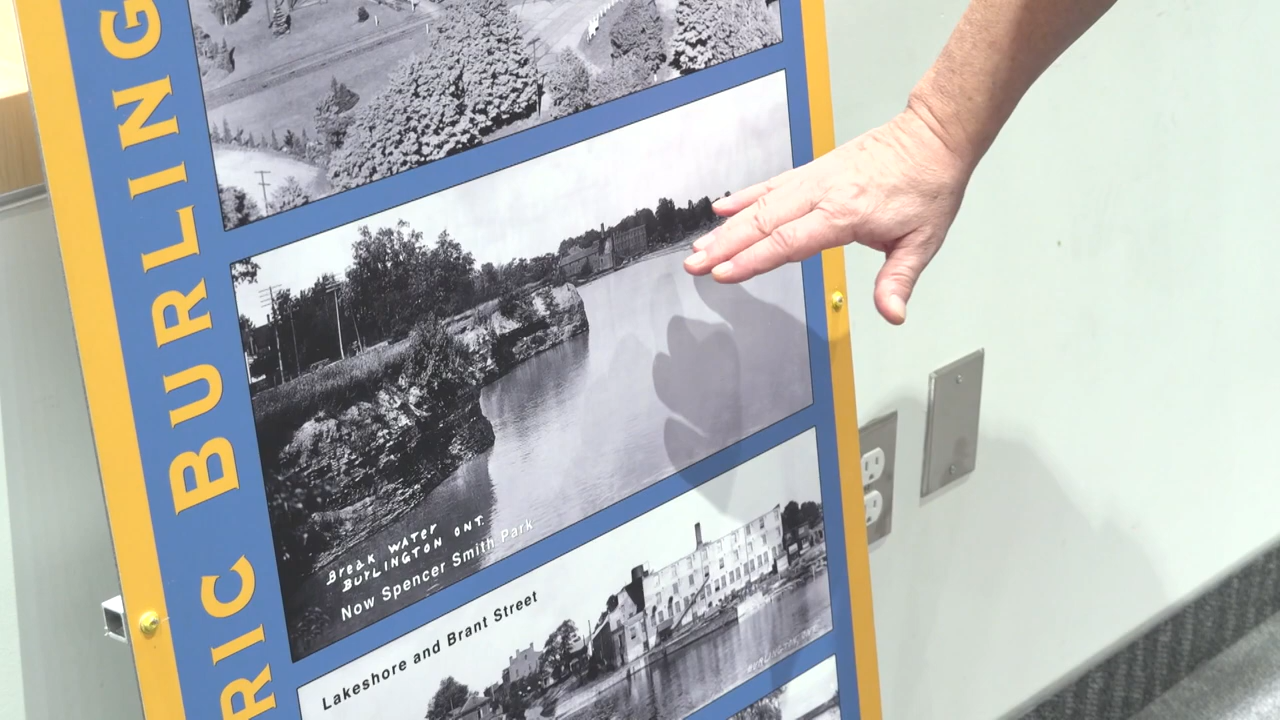 RIC BURLING
BreaK WATER
BURLINGTON ONT.
Now Spencer Smith Park
Lakeshore and Brant Street